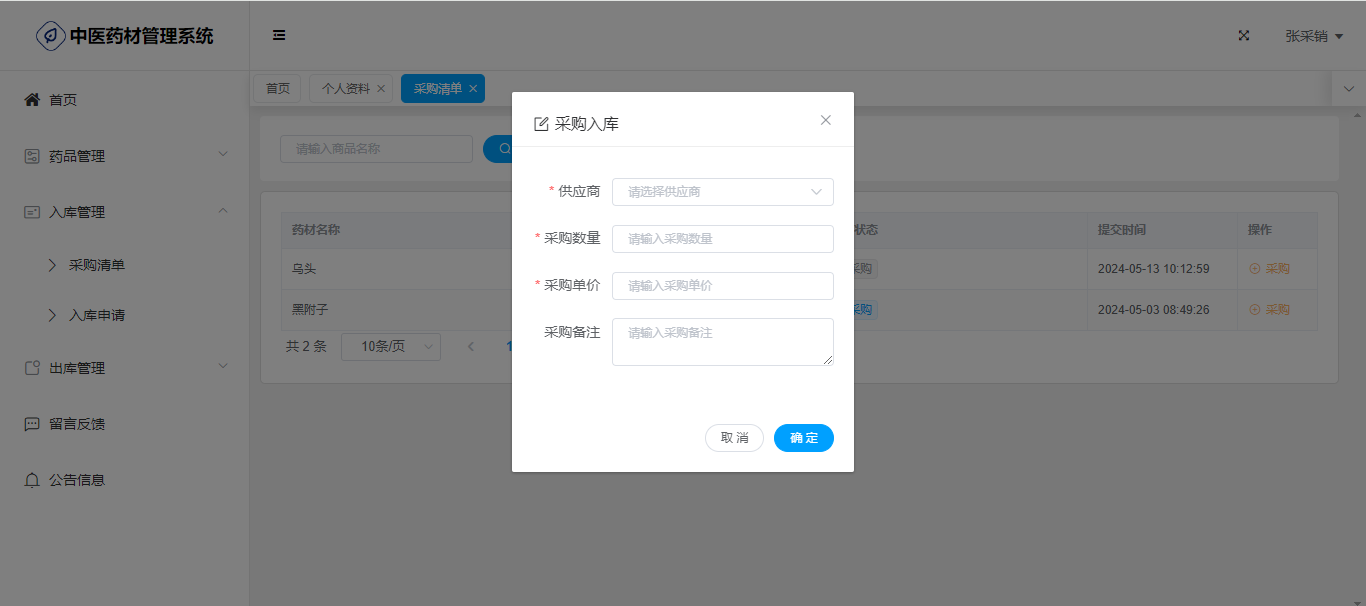 中医药材管理系统
张采销
首页
个人资料
采购清单
首页
药品管理
入库管理
采购清单
入库申请
出库管理
留言反馈
公告信息
请输入商品名称
药材名称
状态
提交时间
操作
乌头
采购
2024-05-13 10:12:59
采购
黑附子
采购
2024-05-03 08:49:26
采购
共 2 条
10条/页
1
采购入库
* 供应商
请选择供应商
* 采购数量
请输入采购数量
* 采购单价
请输入采购单价
采购备注
请输入采购备注
取 消
确 定